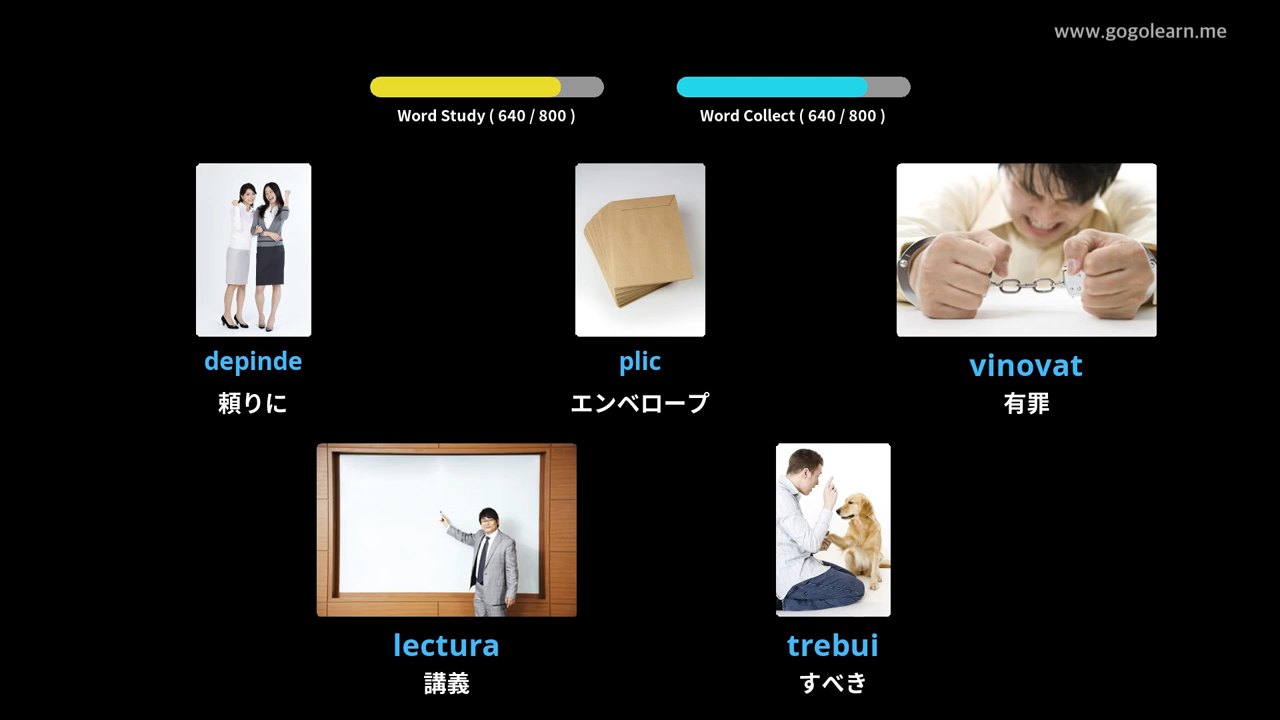 www.gogolearn.me
Word Study ( 640 / 800 )
Word Collect ( 640 / 800 )
depinde
頼りに
plic
エンベロープ
vinovat
有罪
lectura
講義
trebui
すべき